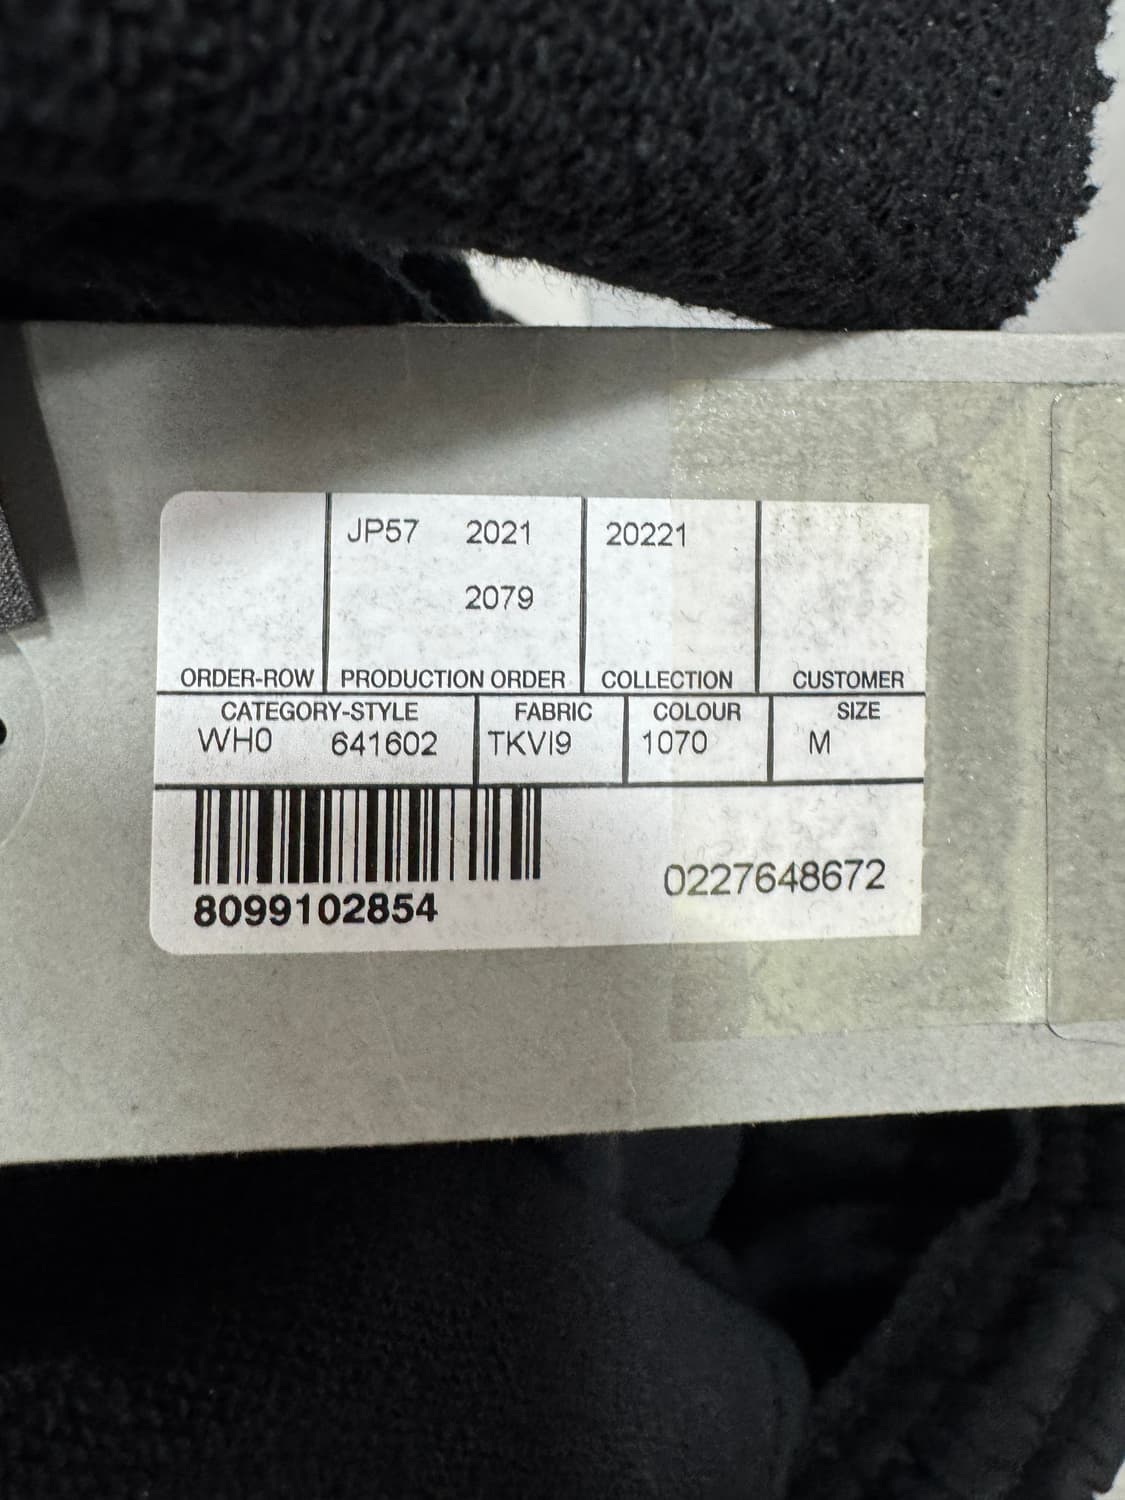 JP57 2021 20221
2079
ORDER-ROW PRODUCTION ORDER COLLECTION CUSTOMER
CATEGORY-STYLE FABRIC COLOUR SIZE
WH0 641602 TKVI9 1070 M
8099102854 0227648672